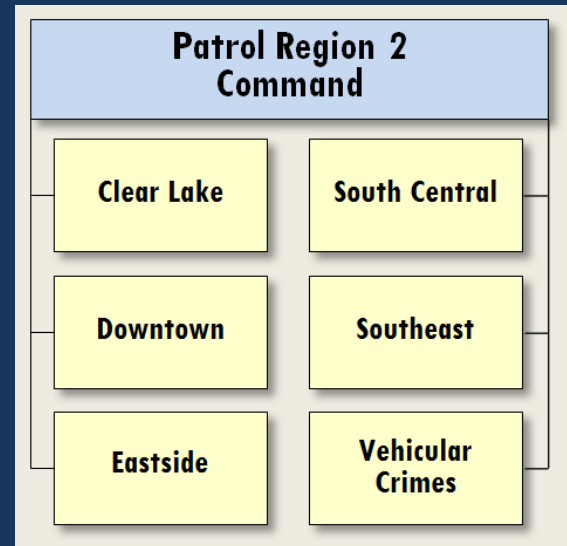 Patrol Region 2
Command
Clear Lake
South Central
Downtown
Southeast
Eastside
Vehicular
Crimes